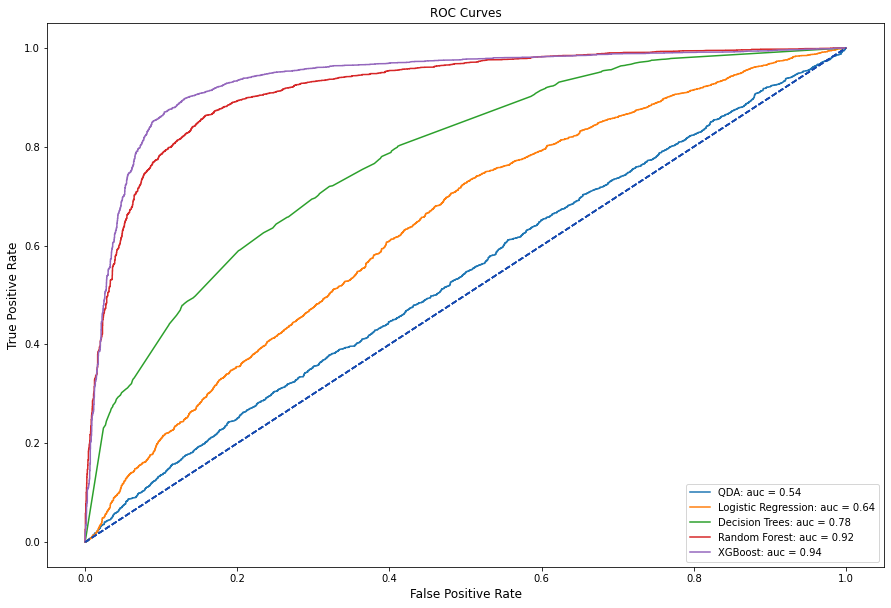 ROC Curves
1.0
0.8
0.6
0.4
0.2
0.0
True Positive Rate
0.0 0.2 0.4 0.6 0.8 1.0
False Positive Rate
QDA: auc = 0.54
Logistic Regression: auc = 0.64
Decision Trees: auc = 0.78
Random Forest: auc = 0.92
XGBoost: auc = 0.94